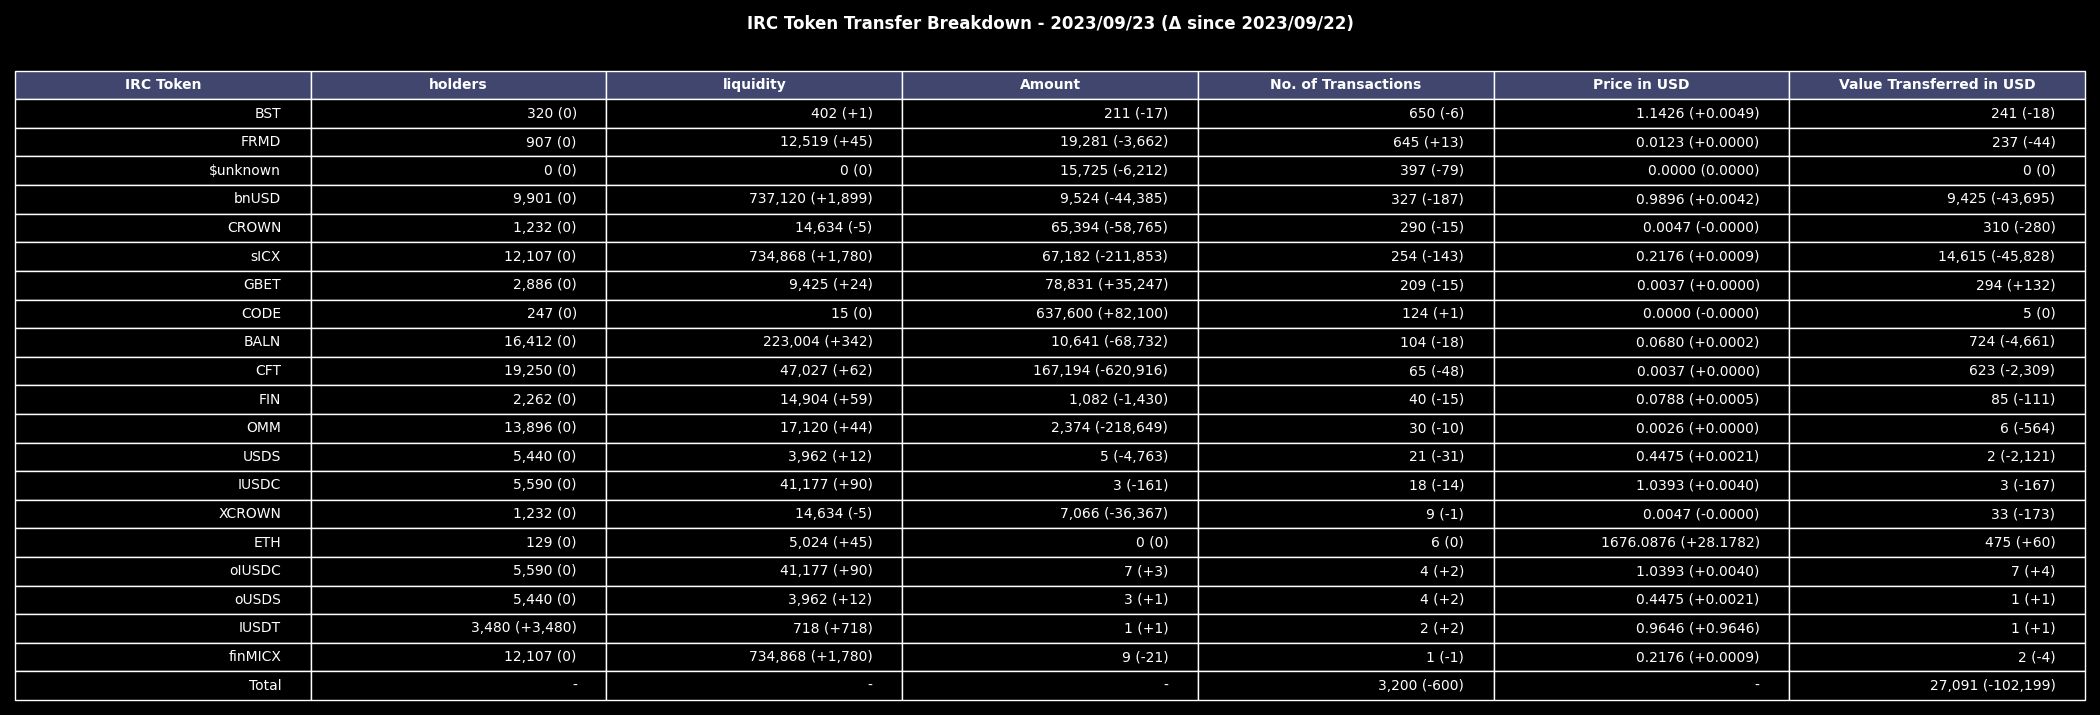 IRC Token Transfer Breakdown - 2023/09/23 (Δ since 2023/09/22)
IRC Token holders liquidity Amount No. of Transactions Price in USD Value Transferred in USD
BST 320 (0) 402 (+1) 211 (-17) 650 (-6) 1.1426 (+0.0049) 241 (-18)
FRMD 907 (0) 12,519 (+45) 19,281 (-3,662) 645 (+13) 0.0123 (+0.0000) 237 (-44)
$unknown 0 (0) 0 (0) 15,725 (-6,212) 397 (-79) 0.0000 (0.0000) 0 (0)
bnUSD 9,901 (0) 737,120 (+1,899) 9,524 (-44,385) 327 (-187) 0.9896 (+0.0042) 9,425 (-43,695)
CROWN 1,232 (0) 14,634 (-5) 65,394 (-58,765) 290 (-15) 0.0047 (-0.0000) 310 (-280)
sICX 12,107 (0) 734,868 (+1,780) 67,182 (-211,853) 254 (-143) 0.2176 (+0.0009) 14,615 (-45,828)
GBET 2,886 (0) 9,425 (+24) 78,831 (+35,247) 209 (-15) 0.0037 (+0.0000) 294 (+132)
CODE 247 (0) 15 (0) 637,600 (+82,100) 124 (+1) 0.0000 (-0.0000) 5 (0)
BALN 16,412 (0) 223,004 (+342) 10,641 (-68,732) 104 (-18) 0.0680 (+0.0002) 724 (-4,661)
CFT 19,250 (0) 47,027 (+62) 167,194 (-620,916) 65 (-48) 0.0037 (+0.0000) 623 (-2,309)
FIN 2,262 (0) 14,904 (+59) 1,082 (-1,430) 40 (-15) 0.0788 (+0.0005) 85 (-111)
OMM 13,896 (0) 17,120 (+44) 2,374 (-218,649) 30 (-10) 0.0026 (+0.0000) 6 (-564)
USDS 5,440 (0) 3,962 (+12) 5 (-4,763) 21 (-31) 0.4475 (+0.0021) 2 (-2,121)
IUSDC 5,590 (0) 41,177 (+90) 3 (-161) 18 (-14) 1.0393 (+0.0040) 3 (-167)
XCROWN 1,232 (0) 14,634 (-5) 7,066 (-36,367) 9 (-1) 0.0047 (-0.0000) 33 (-173)
ETH 129 (0) 5,024 (+45) 0 (0) 6 (0) 1676.0876 (+28.1782) 475 (+60)
oIUSDC 5,590 (0) 41,177 (+90) 7 (+3) 4 (+2) 1.0393 (+0.0040) 7 (+4)
oUSDS 5,440 (0) 3,962 (+12) 3 (+1) 4 (+2) 0.4475 (+0.0021) 1 (+1)
IUSDT 3,480 (+3,480) 718 (+718) 1 (+1) 2 (+2) 0.9646 (+0.9646) 1 (+1)
finMICX 12,107 (0) 734,868 (+1,780) 9 (-21) 1 (-1) 0.2176 (+0.0009) 2 (-4)
Total - - - 3,200 (-600) - 27,091 (-102,199)